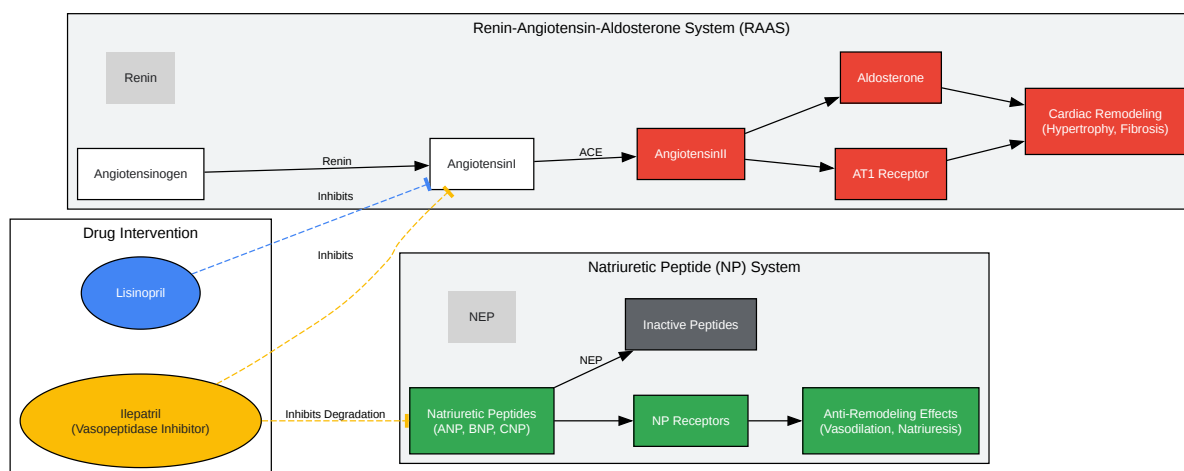 Renin-Angiotensin-Aldosterone System (RAAS)
Renin
Aldosterone
Cardiac Remodeling
(Hypertrophy, Fibrosis)
Angiotensinogen
Renin
AngiotensinI
ACE
AngiotensinII
AT1 Receptor
Inhibits
Drug Intervention
Inhibits
Lisinopril
Natriuretic Peptide (NP) System
NEP
Inactive Peptides
NEP
Ilepatril
(Vasopeptidase Inhibitor)
Inhibits Degradation
Natriuretic Peptides
(ANP, BNP, CNP)
NP Receptors
Anti-Remodeling Effects
(Vasodilation, Natriuresis)